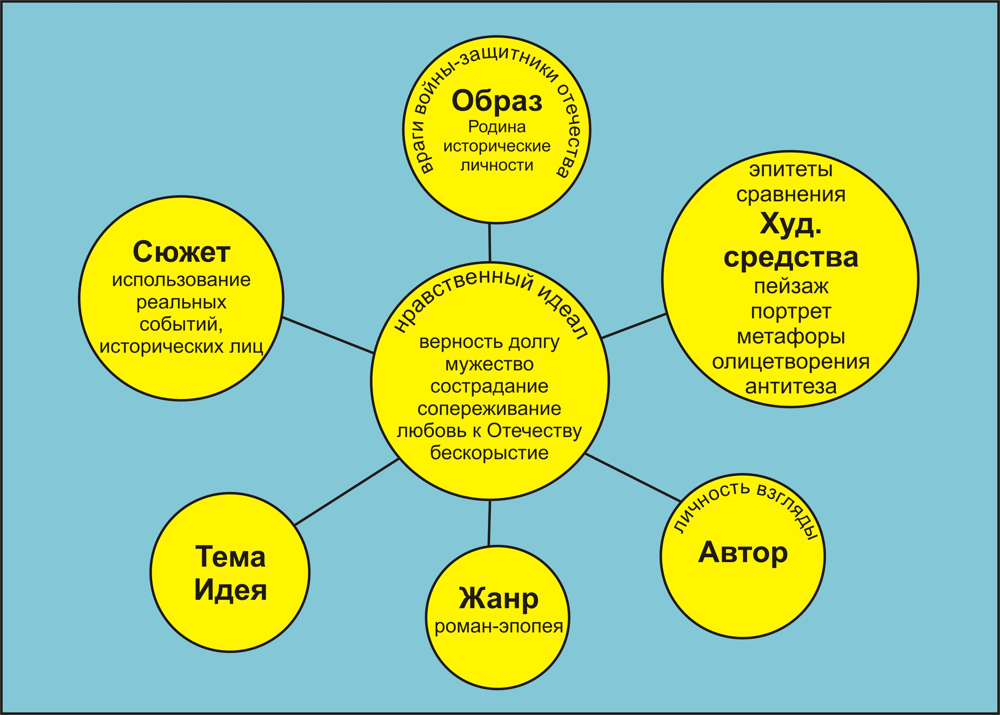 враги войны-защитники отечества
Образ
Родина
исторические
личности
эпитеты
сравнения
Худ.
средства
пейзаж
портрет
метафоры
олицетворения
антитеза
Сюжет
использование
реальных
событий,
исторических лиц
нравственный идеал
верность долгу
мужество
сострадание
сопереживание
любовь к Отечеству
бескорыстие
личность взгляды
Автор
Тема
Идея
Жанр
роман-эпопея